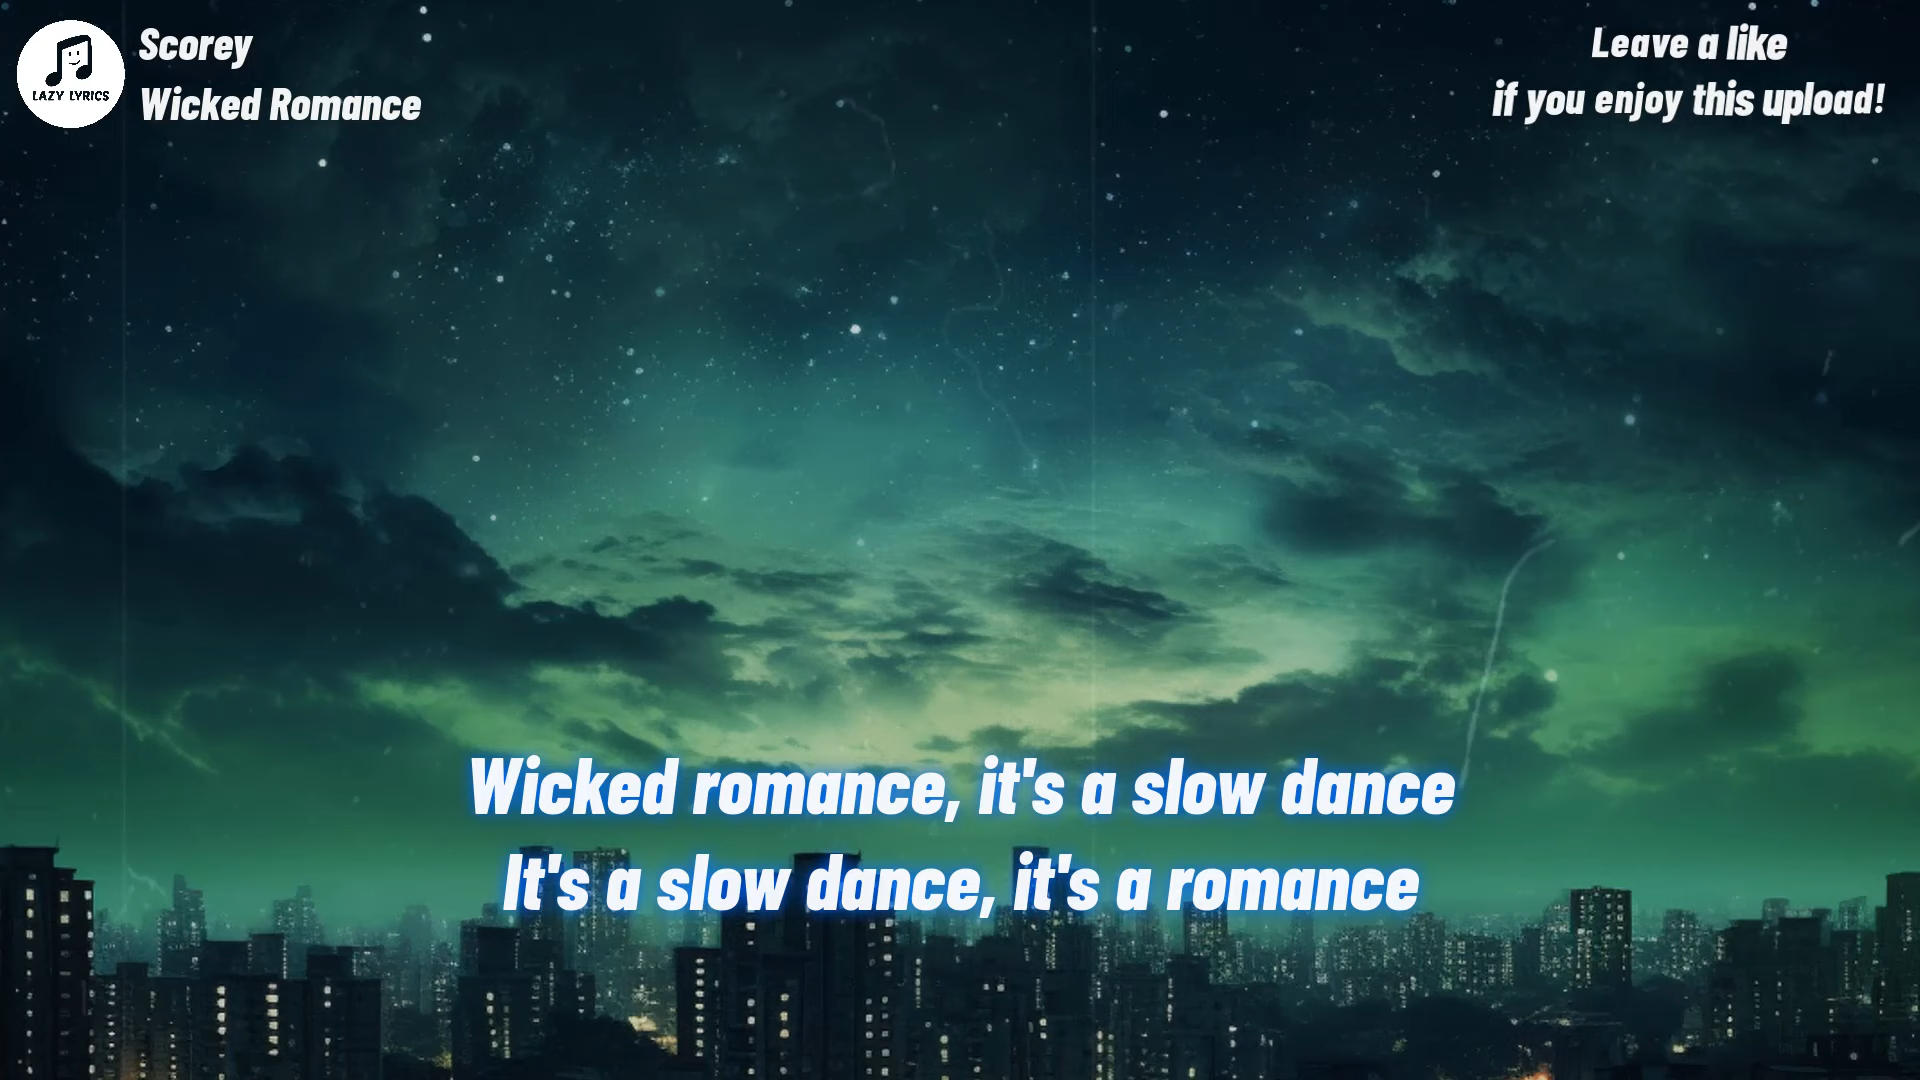 LAZY LYRICS
Scorey
Wicked Romance
Leave a like
if you enjoy this upload!
Wicked romance, it's a slow dance
It's a slow dance, it's a romance